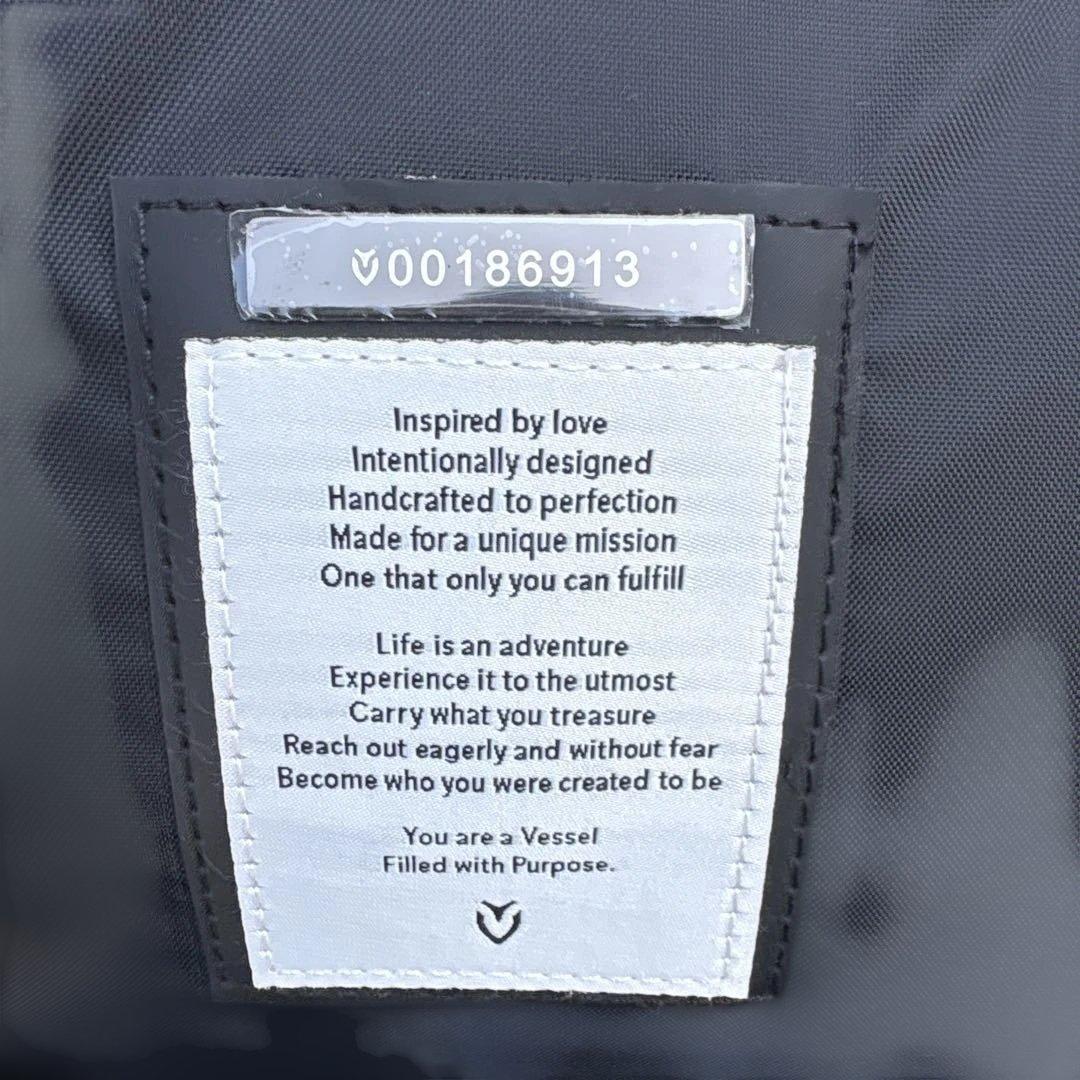 00186913
Inspired by love
Intentionally designed
Handcrafted to perfection
Made for a unique mission
One that only you can fulfill
Life is an adventure
Experience it to the utmost
Carry what you treasure
Reach out eagerly and without fear
Become who you were created to be
You are a Vessel
Filled with Purpose.